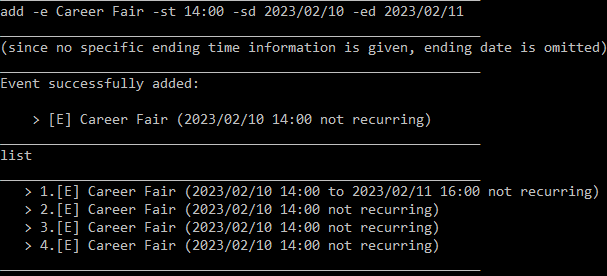 add -e Career Fair -st 14:00 -sd 2023/02/10 -ed 2023/02/11
(since no specific ending time information is given, ending date is omitted)
Event successfully added:
> [E] Career Fair (2023/02/10 14:00 not recurring)
list
> 1.[E] Career Fair (2023/02/10 14:00 to 2023/02/11 16:00 not recurring)
> 2.[E] Career Fair (2023/02/10 14:00 not recurring)
> 3.[E] Career Fair (2023/02/10 14:00 not recurring)
> 4.[E] Career Fair (2023/02/10 14:00 not recurring)